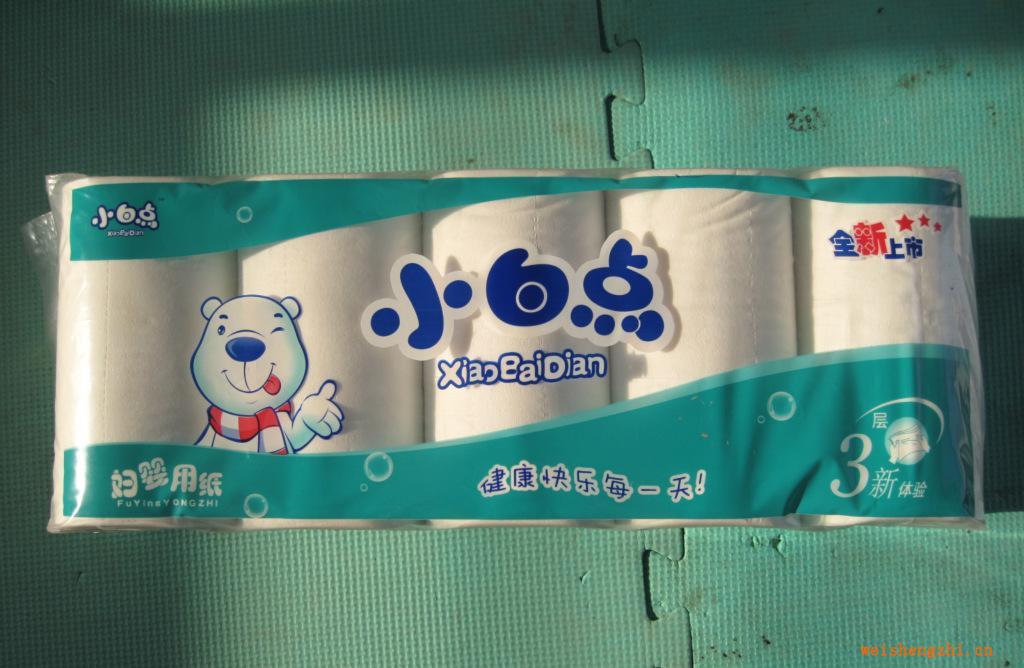 小白点
XiaoBaiDian
全新上市
小白点
XiaoBaiDian
妇婴用纸
FuYingYONGZHI
健康快乐每一天!
3层
新体验
weishengzhi.cn